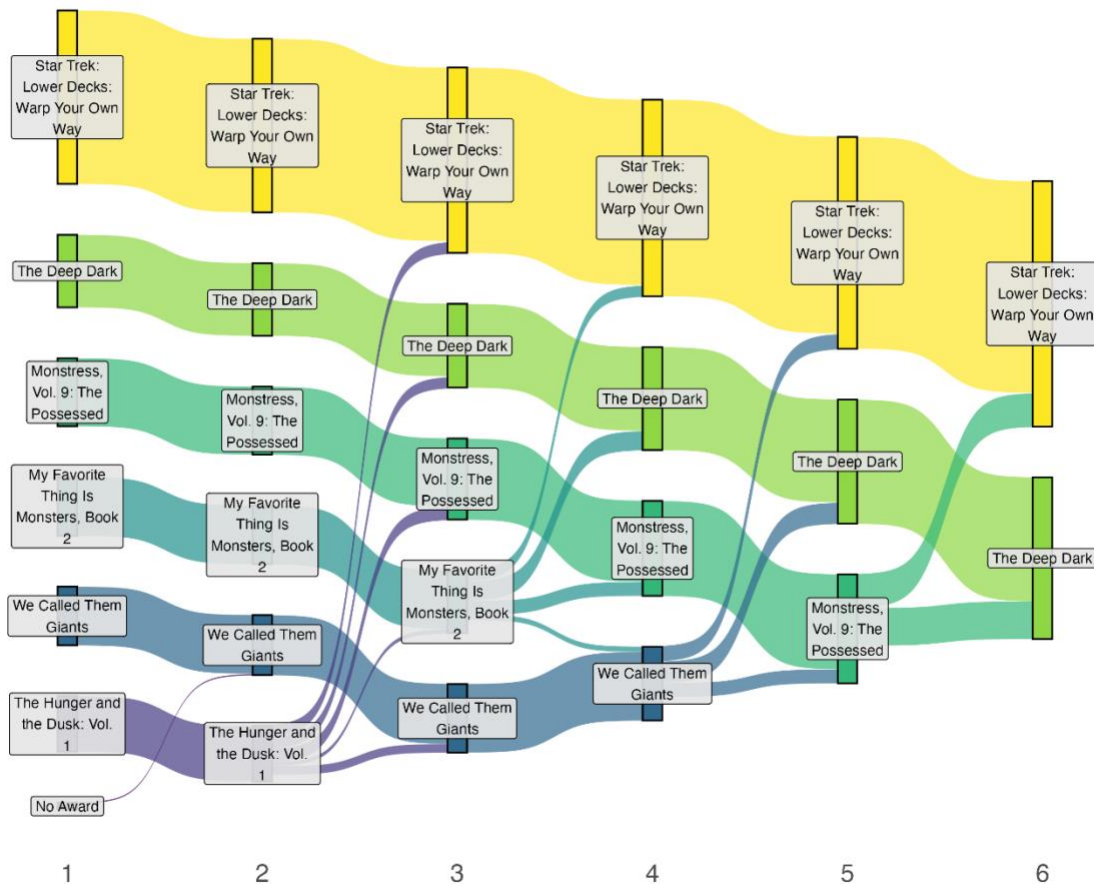 Star Trek:
Lower Decks:
Warp Your Own
Way
The Deep Dark
Monstress,
Vol. 9: The
Possessed
My Favorite
Thing Is
Monsters, Book
2
We Called Them
Giants
The Hunger and
the Dusk: Vol.
1
No Award
Star Trek:
Lower Decks:
Warp Your Own
Way
The Deep Dark
Monstress,
Vol. 9: The
Possessed
My Favorite
Thing Is
Monsters, Book
2
We Called Them
Giants
The Hunger and
the Dusk: Vol.
1
Star Trek:
Lower Decks:
Warp Your Own
Way
The Deep Dark
Monstress,
Vol. 9: The
Possessed
My Favorite
Thing Is
Monsters, Book
2
We Called Them
Giants
Star Trek:
Lower Decks:
Warp Your Own
Way
The Deep Dark
Monstress,
Vol. 9: The
Possessed
We Called Them
Giants
Star Trek:
Lower Decks:
Warp Your Own
Way
The Deep Dark
Monstress,
Vol. 9: The
Possessed
Star Trek:
Lower Decks:
Warp Your Own
Way
The Deep Dark
1 2 3 4 5 6